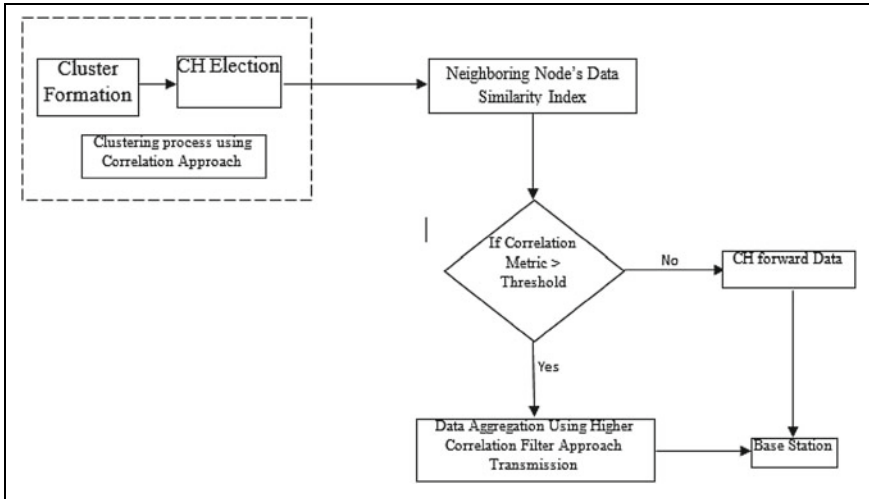 Cluster
Formation
CH Election
Clustering process using
Correlation Approach
Neighboring Node's Data
Similarity Index
If Correlation
Metric >
Threshold
No
CH forward Data
Yes
Data Aggregation Using Higher
Correlation Filter Approach
Transmission
Base Station